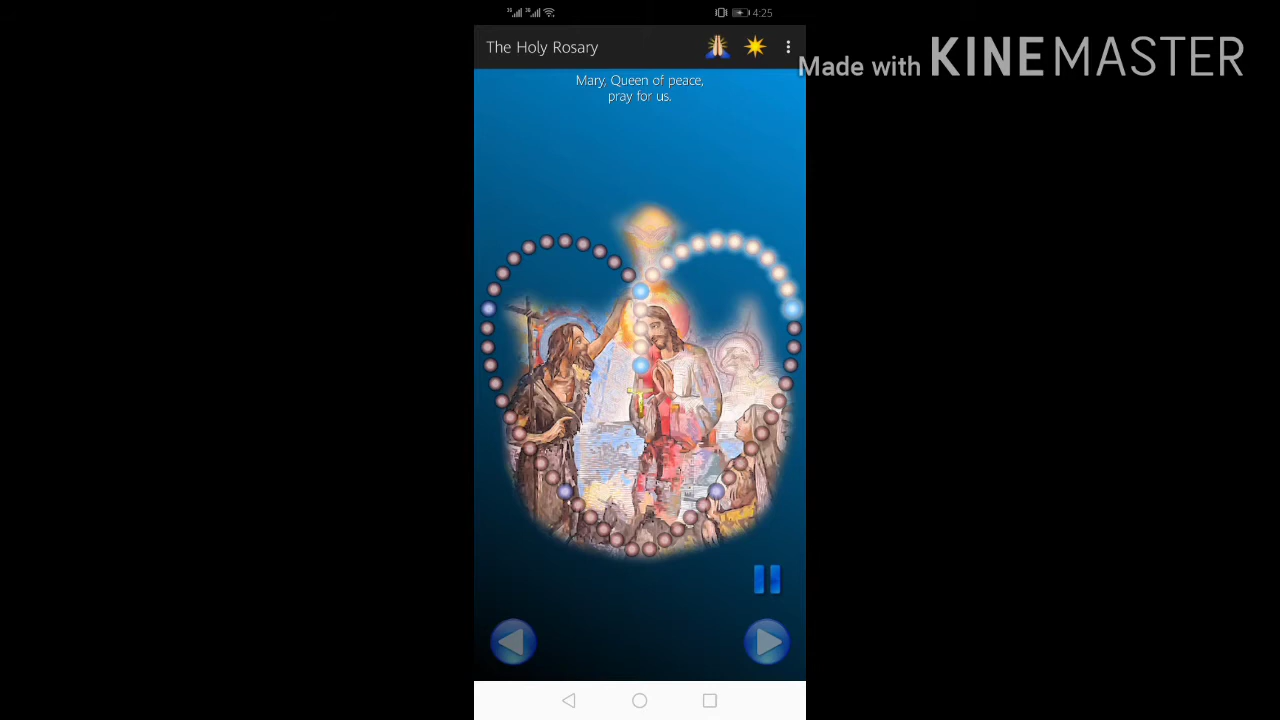 4:25
The Holy Rosary
Made with KINEMASTER
Mary, Queen of peace,
pray for us.